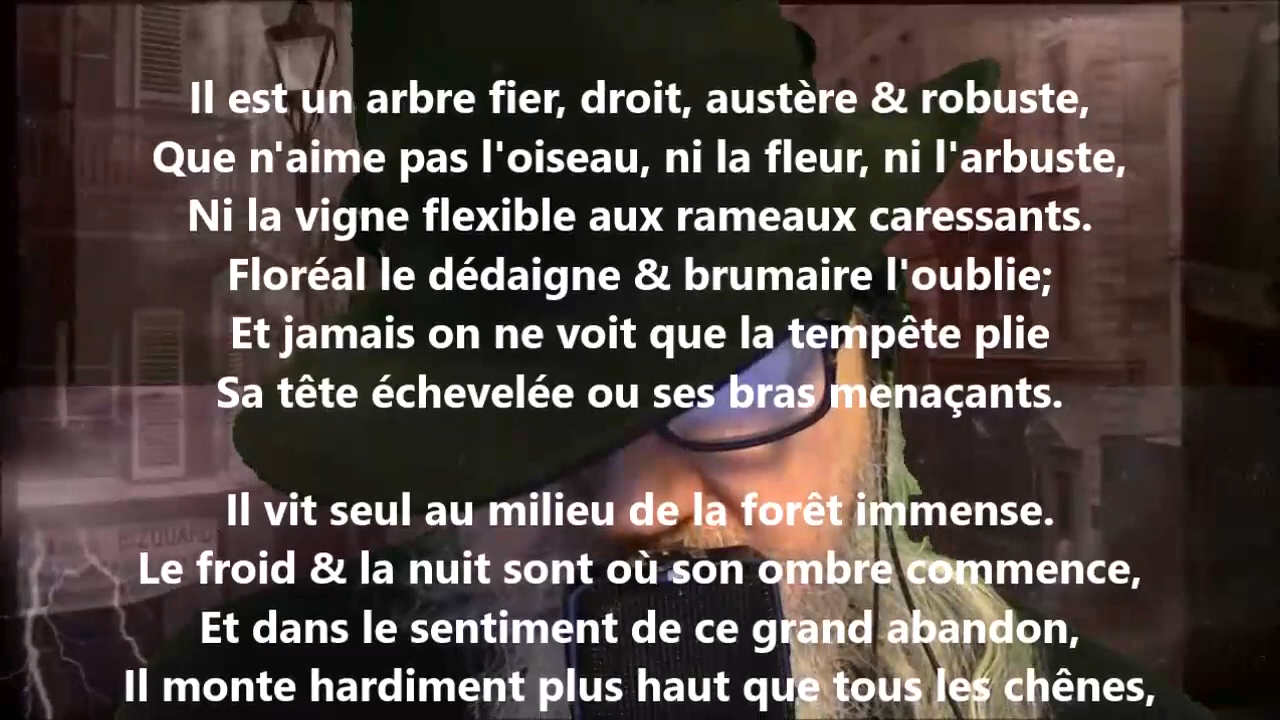 Il est un arbre fier, droit, austère & robuste,
Que n'aime pas l'oiseau, ni la fleur, ni l'arbuste,
Ni la vigne flexible aux rameaux caressants.
Floréal le dédaigne & brumaire l'oublie;
Et jamais on ne voit que la tempête plie
Sa tête échevelée ou ses bras menaçants.
Il vit seul au milieu de la forêt immense.
Le froid & la nuit sont où son ombre commence,
Et dans le sentiment de ce grand abandon,
Il monte hardiment plus haut que tous les chênes,